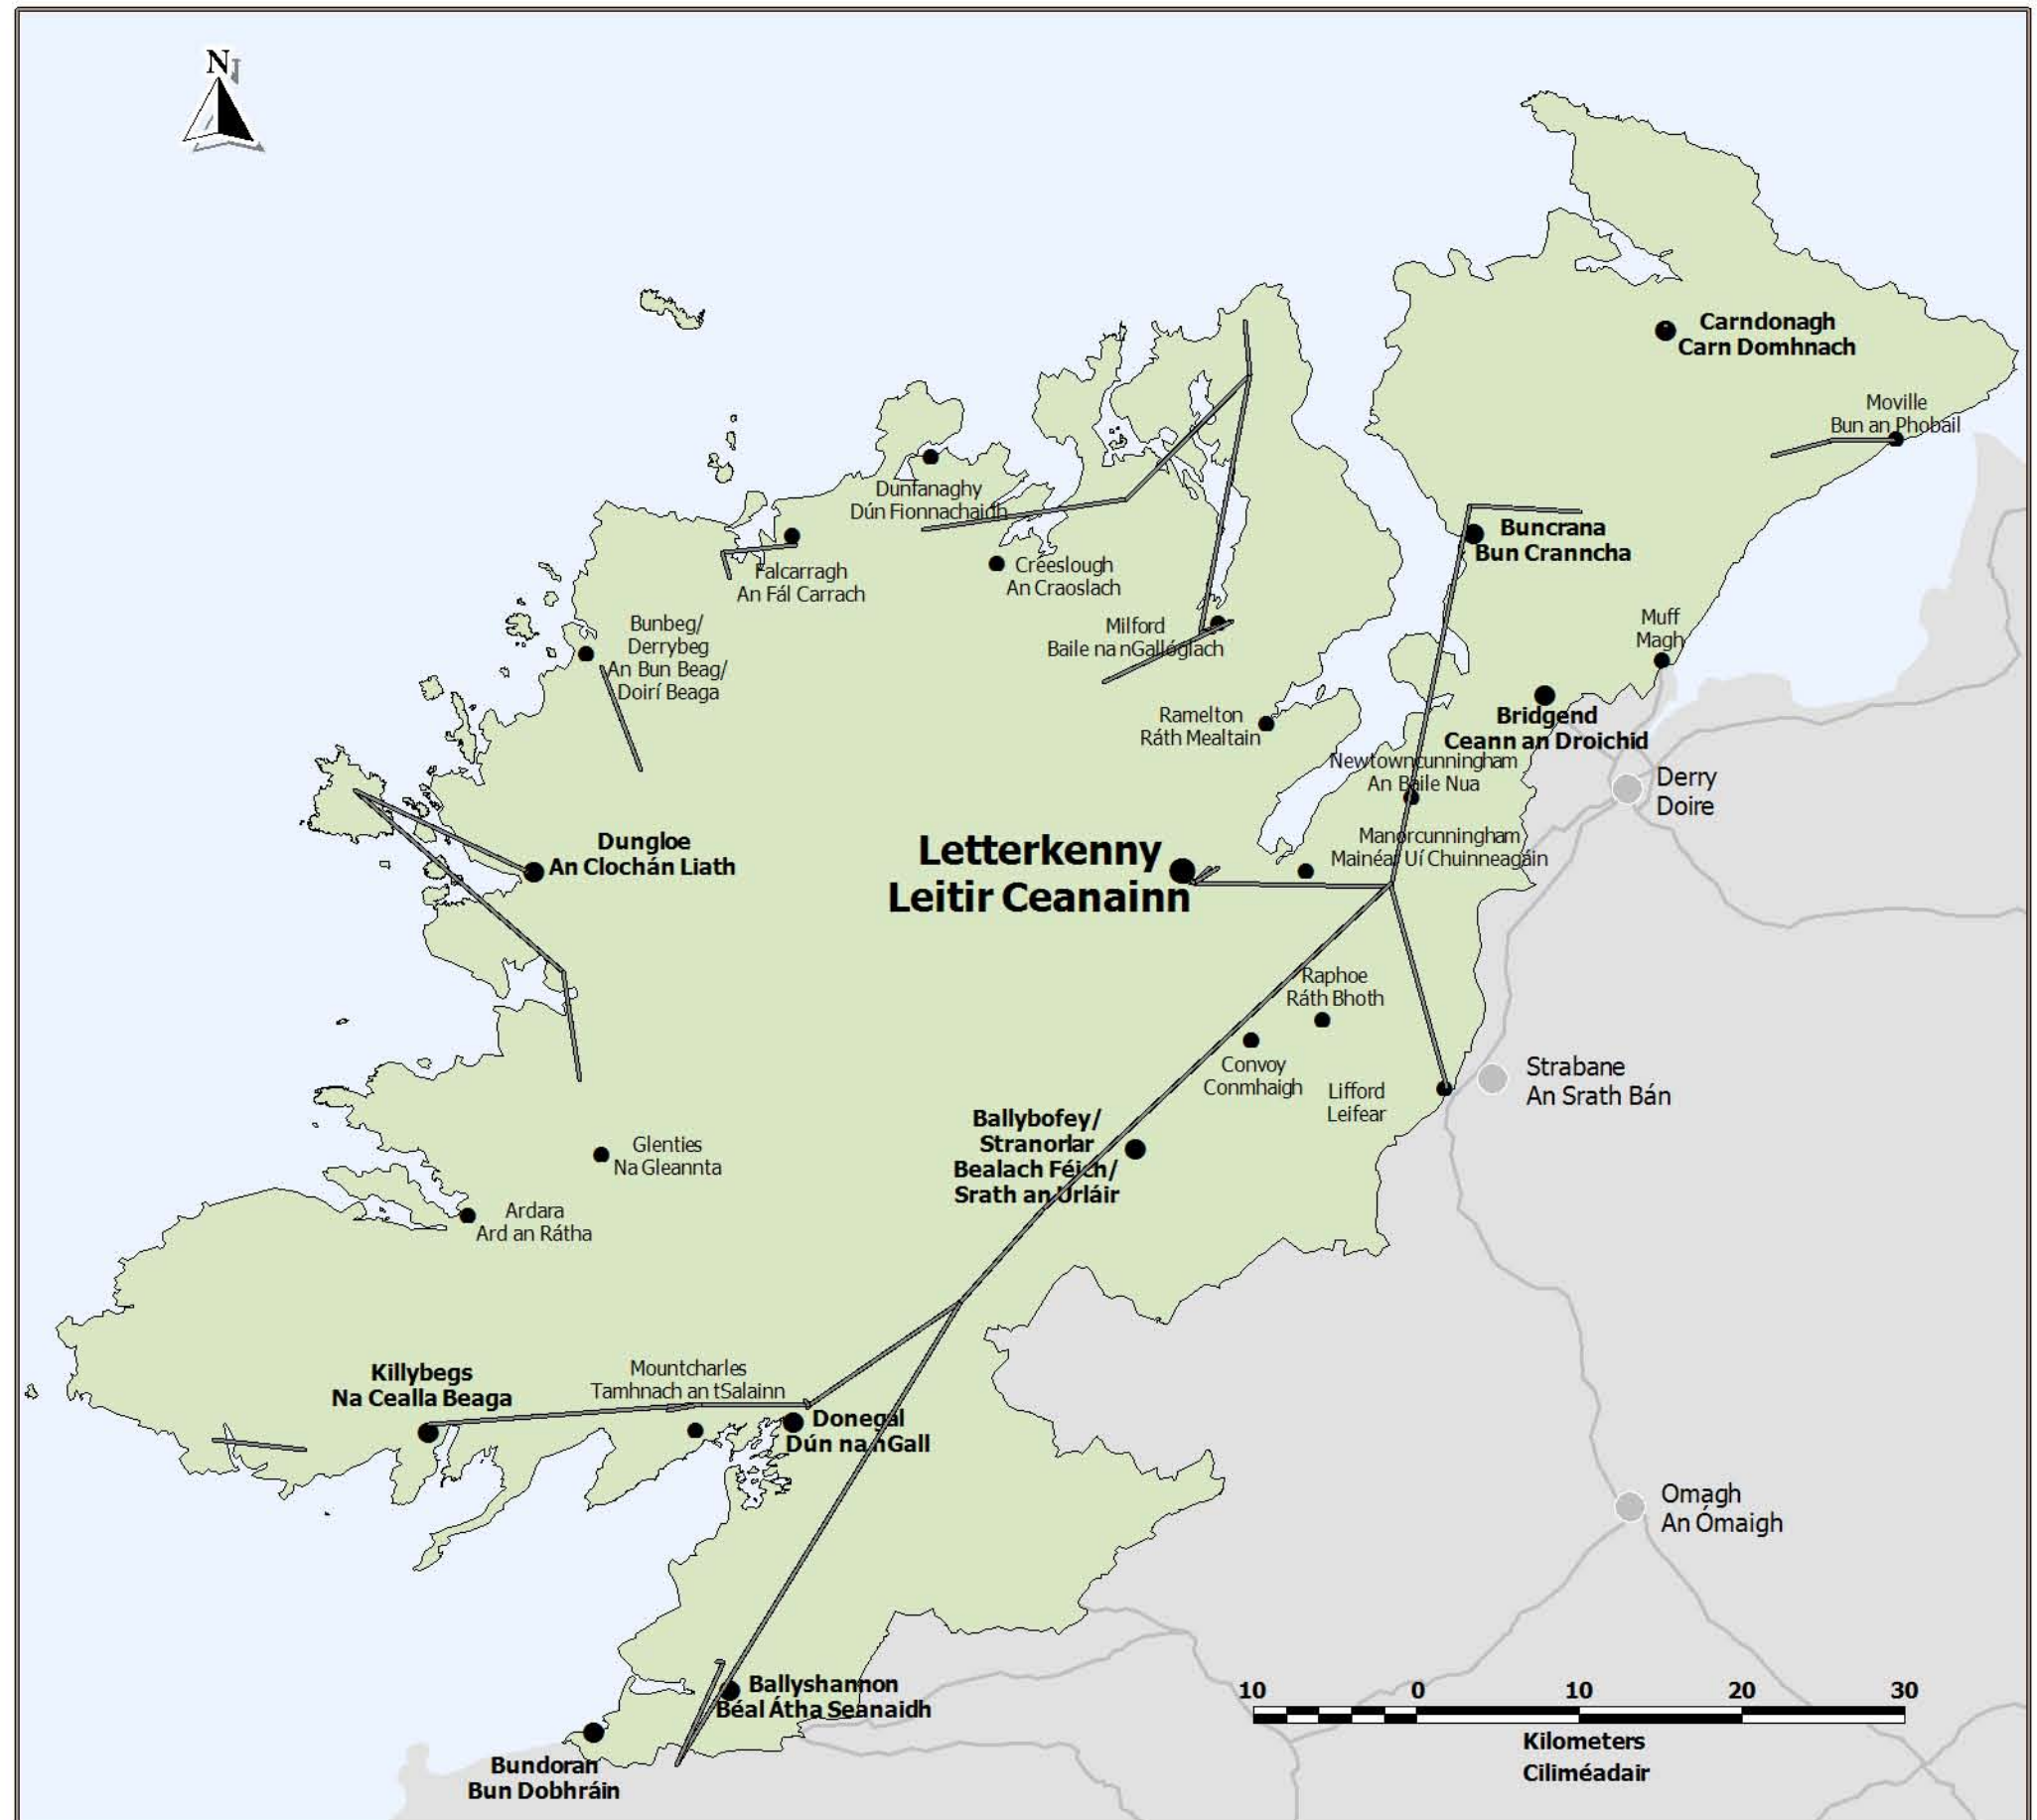 N
Carndonagh
Carn Domhnach
Moville
Bun an Phobail
Dunfanaghy
Dún Fionnachaidh
Buncrana
Bun Cranncha
Falcarragh
An Fál Carrach
Creeslough
An Craoslach
Bunbeg/
Derrybeg
An Bun Beag/
Doirí Beaga
Milford
Baile na nGallóglach
Muff
Magh
Ramelton
Ráth Mealtain
Bridgend
Ceann an Droichid
Newtowncunningham
An Baile Nua
Derry
Doire
Dungloe
An Clochán Liath
Letterkenny
Leitir Ceanainn
Manorcunningham
Mainéar Uí Chuinneagáin
Raphoe
Ráth Bhoth
Convoy
Conmhaigh
Lifford
Leifear
Strabane
An Srath Bán
Ballybofey/
Stranorlar
Bealach Féich/
Srath an Urláir
Glenties
Na Gleannta
Ardara
Ard an Rátha
Killybegs
Na Cealla Beaga
Mountcharles
Tamhnach an tSalainn
Donegal
Dún na nGall
Omagh
An Ómaigh
Ballyshannon
Béal Átha Seanaidh
Bundoran
Bun Dobhráin
10 0 10 20 30
Kilometers
Ciliméadair